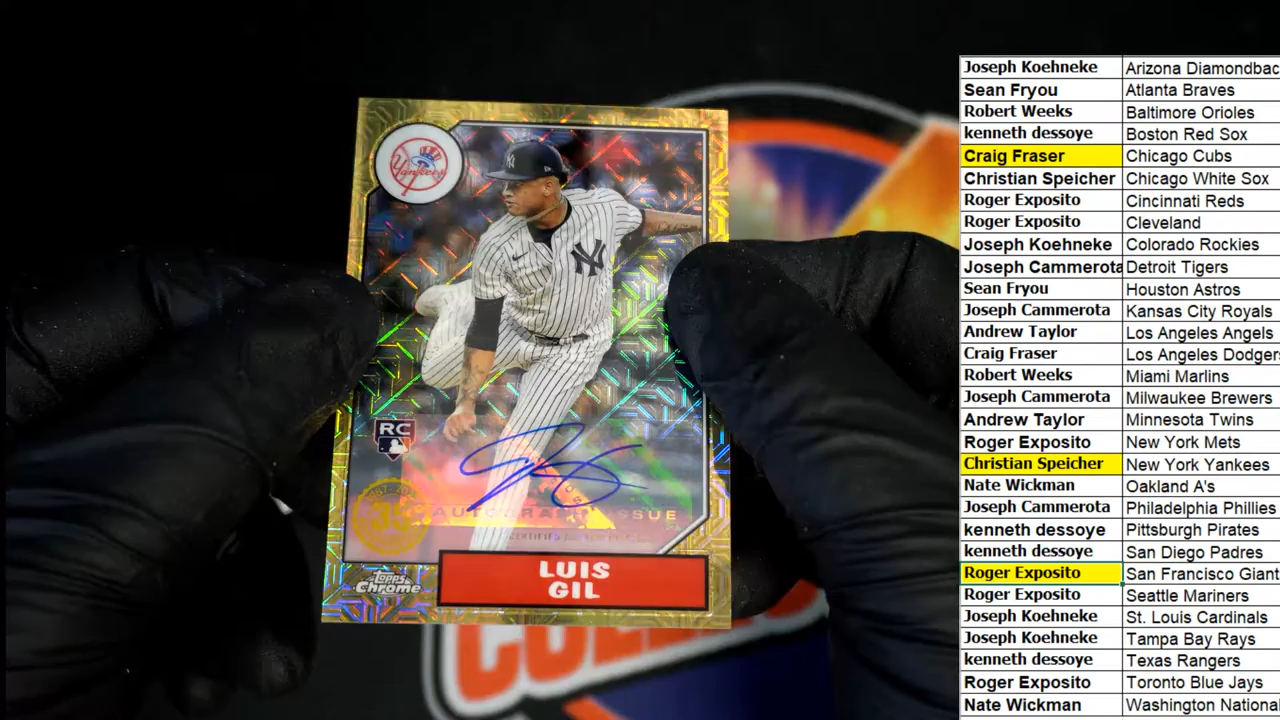 Yankees
NY
RC
35
AUTOGRAPH ISSUE
LUIS
GIL
Topps
Chrome
COLLE
Joseph Koehneke Arizona Diamondbac
Sean Fryou Atlanta Braves
Robert Weeks Baltimore Orioles
kenneth dessoye Boston Red Sox
Craig Fraser Chicago Cubs
Christian Speicher Chicago White Sox
Roger Exposito Cincinnati Reds
Roger Exposito Cleveland
Joseph Koehneke Colorado Rockies
Joseph Cammerota Detroit Tigers
Sean Fryou Houston Astros
Joseph Cammerota Kansas City Royals
Andrew Taylor Los Angeles Angels
Craig Fraser Los Angeles Dodgers
Robert Weeks Miami Marlins
Joseph Cammerota Milwaukee Brewers
Andrew Taylor Minnesota Twins
Roger Exposito New York Mets
Christian Speicher New York Yankees
Nate Wickman Oakland A's
Joseph Cammerota Philadelphia Phillies
kenneth dessoye Pittsburgh Pirates
kenneth dessoye San Diego Padres
Roger Exposito San Francisco Giant
Roger Exposito Seattle Mariners
Joseph Koehneke St. Louis Cardinals
Joseph Koehneke Tampa Bay Rays
kenneth dessoye Texas Rangers
Roger Exposito Toronto Blue Jays
Nate Wickman Washington National